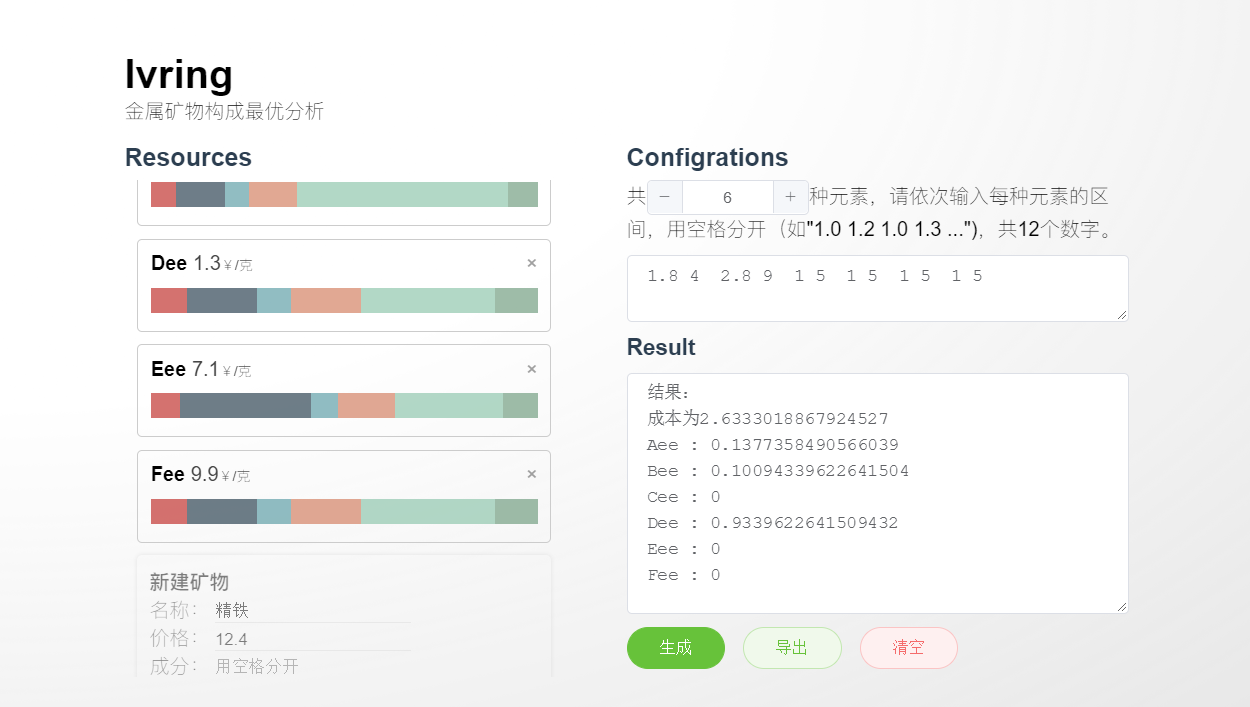 lvring
金属矿物构成最优分析
Resources
Dee 1.3 ¥ /克 ×
Eee 7.1 ¥ /克 ×
Fee 9.9 ¥ /克 ×
新建矿物
名称： 精铁
价格： 12.4
成分： 用空格分开
Configrations
共 − 6 + 种元素，请依次输入每种元素的区
间，用空格分开（如"1.0 1.2 1.0 1.3 ..."），共12个数字。
1.8 4 2.8 9 1 5 1 5 1 5 1 5
Result
结果：
成本为2.6333018867924527
Aee : 0.1377358490566039
Bee : 0.10094339622641504
Cee : 0
Dee : 0.9339622641509432
Eee : 0
Fee : 0
生成 导出 清空